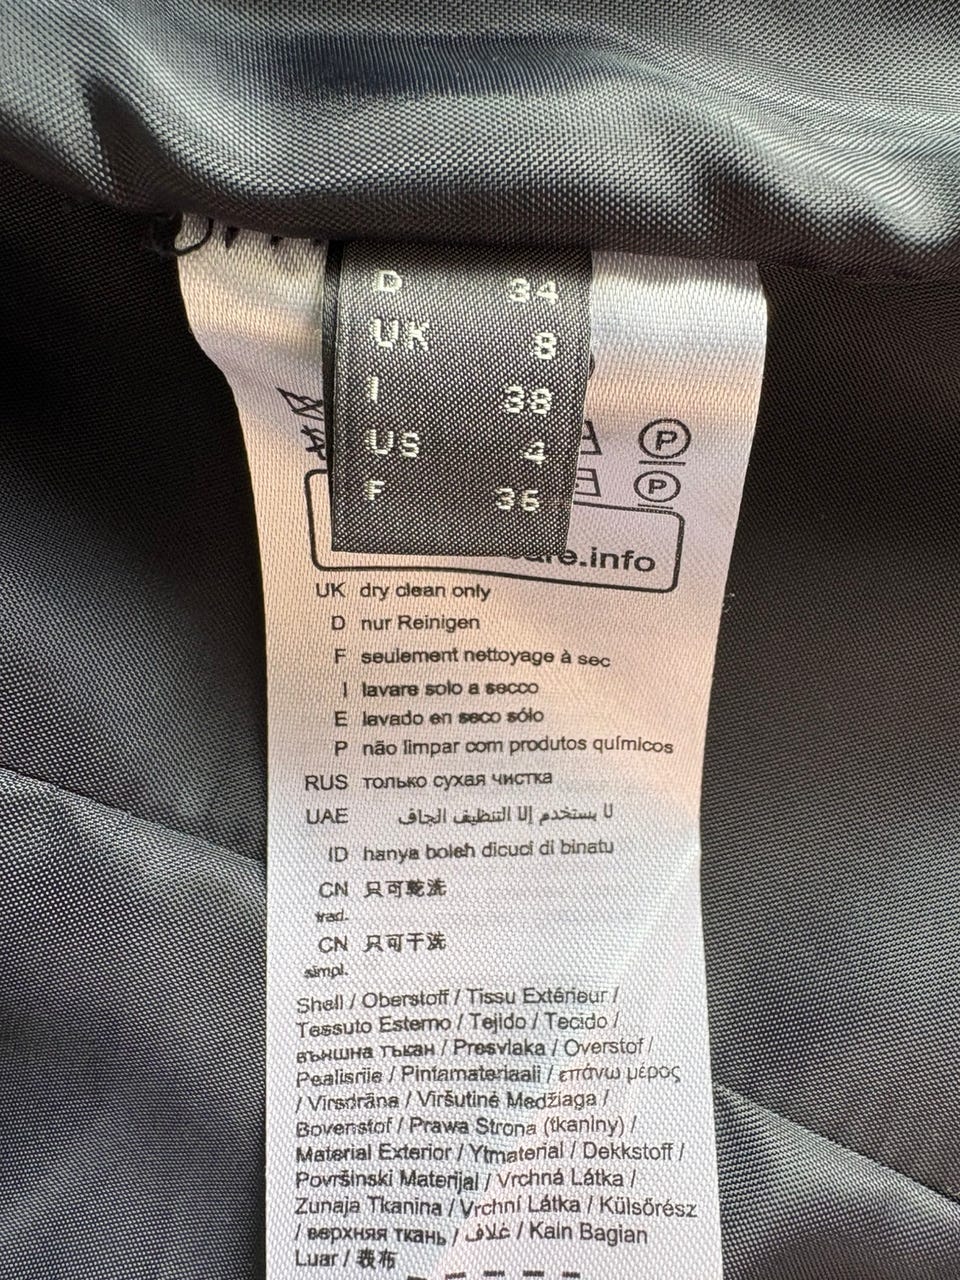 D 34
UK 8
I 38
US 4
F 36
P
P
care.info
UK dry clean only
D nur Reinigen
F seulement nettoyage à sec
I lavare solo a secco
E lavado en seco sólo
P não limpar com produtos químicos
RUS только сухая чистка
UAE لا يستخدم إلا التنظيف الجاف
ID hanya boleh dicuci di binatu
CN 只可乾洗
trad.
CN 只可干洗
simpl.
Shell / Oberstoff / Tissu Extérieur /
Tessuto Esterno / Tejido / Tecido /
външна тъкан / Presvlaka / Overstof /
Pealisriie / Pintamateriaali / επάνω μέρος
/ Virsdrāna / Viršutinė Medžiaga /
Bovenstof / Prawa Strona (tkaniny) /
Material Exterior / Ytmaterial / Dekkstoff /
Površinski Materijal / Vrchná Látka /
Zunaja Tkanina / Vrchní Látka / Külsőrész
/ верхняя ткань / غلاف / Kain Bagian
Luar / 表布